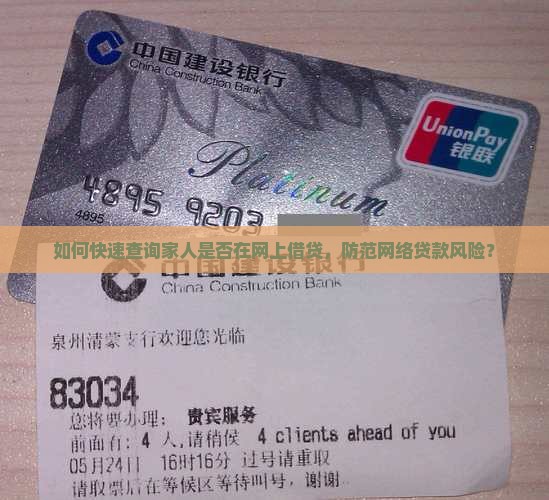 中国建设银行
China Construction Bank
UnionPay
银联
Platinum
4895 9203
4895
如何快速查询家人是否在网上借贷，防范网络贷款风险？
中国建设银行
China Construction Bank
泉州清蒙支行欢迎您光临
83034
您将要办理： 贵宾服务
前面有: 4 人,请稍侯 4 clients ahead of you
05月24日 16时16分 过号请重取
请取票后在等候区等待叫号，谢谢